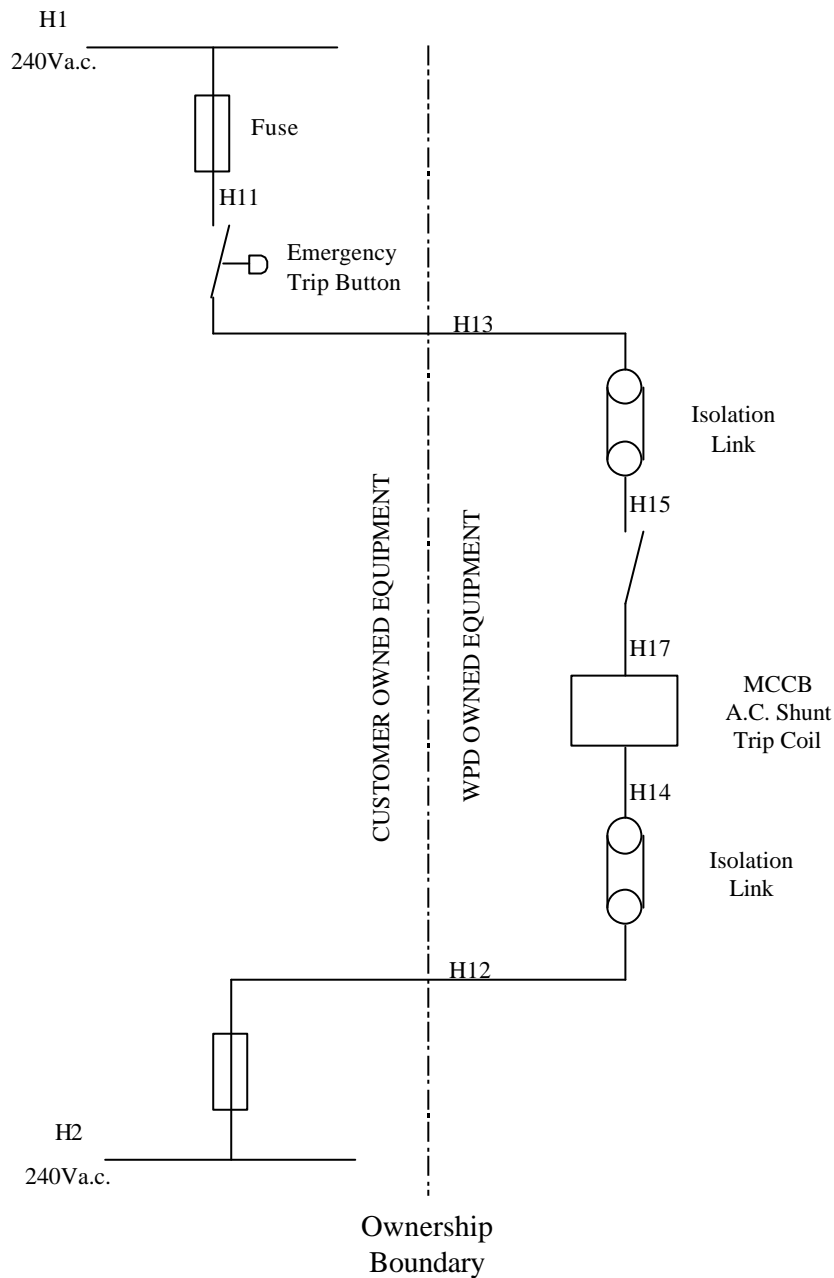 H1
240Va.c.
Fuse
H11
Emergency
Trip Button
H13
Isolation
Link
H15
CUSTOMER OWNED EQUIPMENT
WPD OWNED EQUIPMENT
H17
MCCB
A.C. Shunt
Trip Coil
H14
Isolation
Link
H12
H2
240Va.c.
Ownership
Boundary